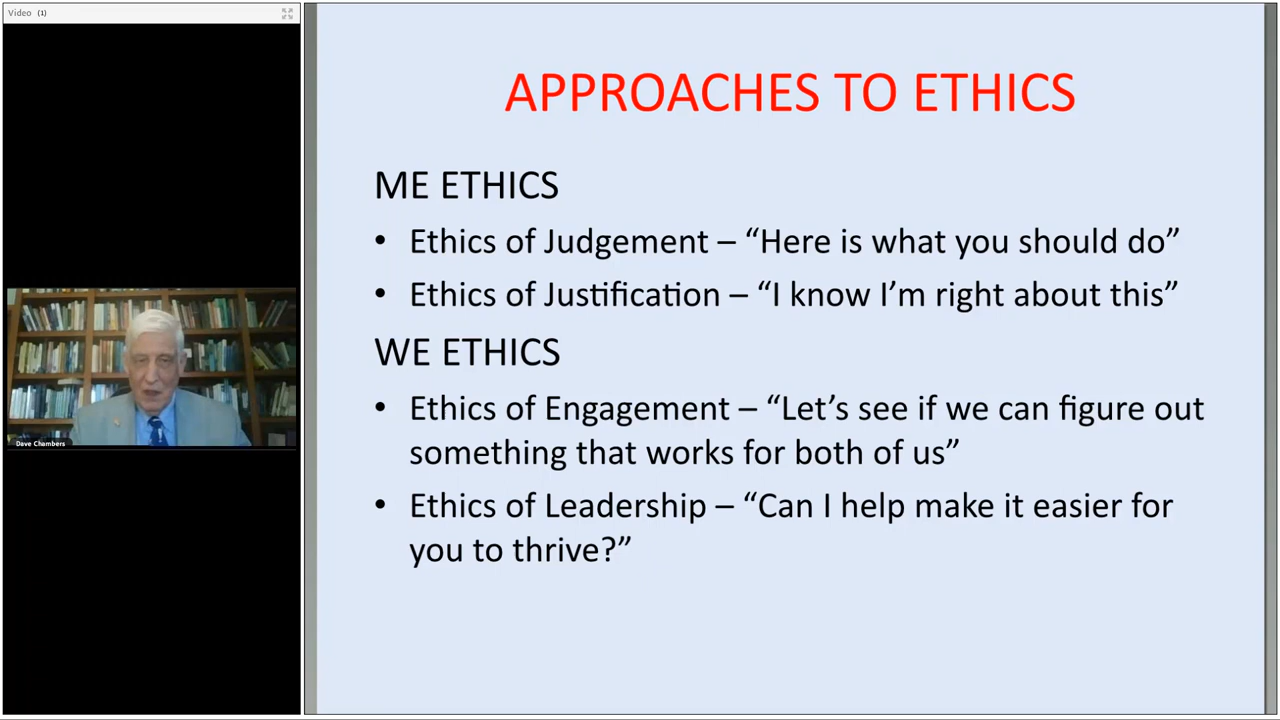 Video (1)
APPROACHES TO ETHICS
ME ETHICS
• Ethics of Judgement – “Here is what you should do”
• Ethics of Justification – “I know I’m right about this”
WE ETHICS
• Ethics of Engagement – “Let’s see if we can figure out
something that works for both of us”
• Ethics of Leadership – “Can I help make it easier for
you to thrive?”
Dave Chambers